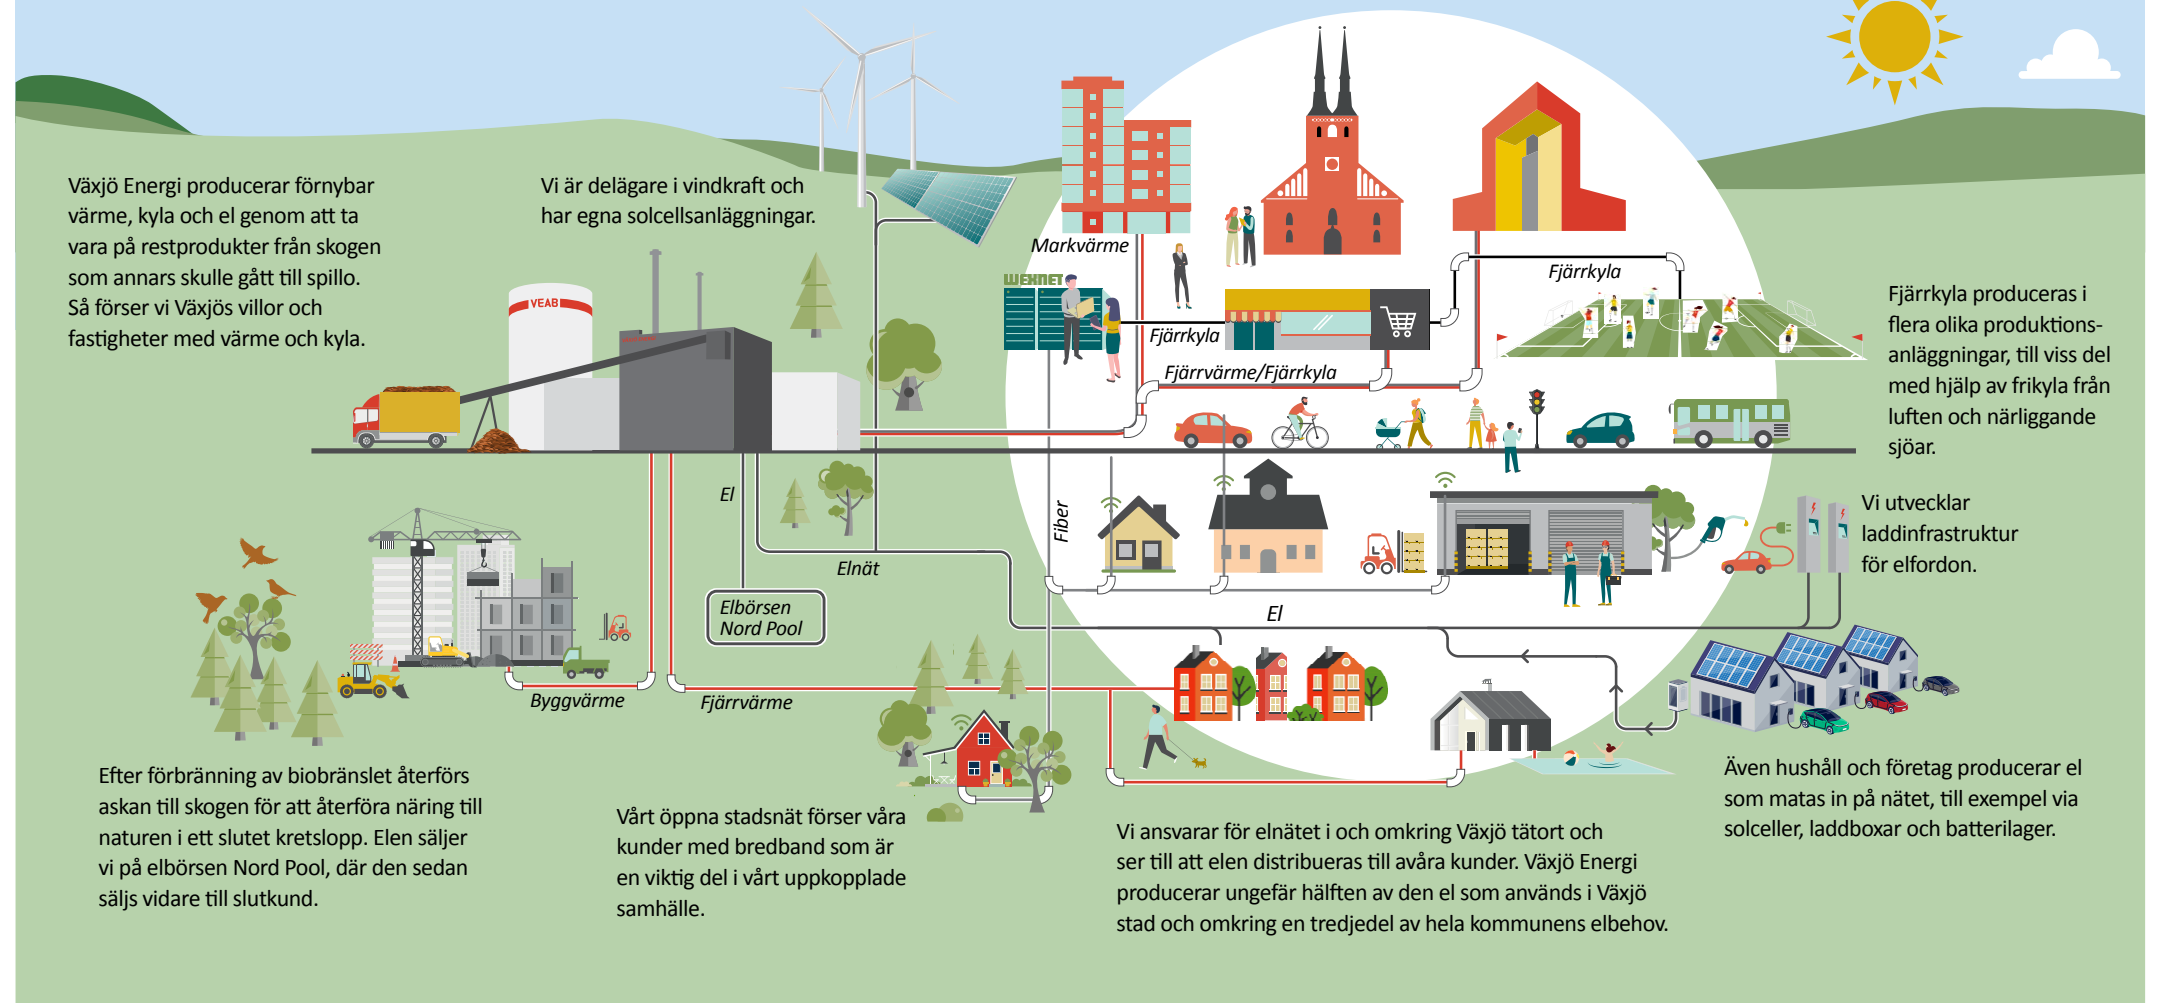 Växjö Energi producerar förnybar
värme, kyla och el genom att ta
vara på restprodukter från skogen
som annars skulle gått till spillo.
Så förser vi Växjös villor och
fastigheter med värme och kyla.
Vi är delägare i vindkraft och
har egna solcellsanläggningar.
VEAB
Markvärme
WEXNET
Fjärrkyla
Fjärrkyla
Fjärrvärme/Fjärrkyla
Fjärrkyla produceras i
flera olika produktions-
anläggningar, till viss del
med hjälp av frikyla från
luften och närliggande
sjöar.
El
Elnät
Fiber
Vi utvecklar
laddinfrastruktur
för elfordon.
Elbörsen
Nord Pool
El
Byggvärme
Fjärrvärme
Efter förbränning av biobränslet återförs
askan till skogen för att återföra näring till
naturen i ett slutet kretslopp. Elen säljer
vi på elbörsen Nord Pool, där den sedan
säljs vidare till slutkund.
Vårt öppna stadsnät förser våra
kunder med bredband som är
en viktig del i vårt uppkopplade
samhälle.
Vi ansvarar för elnätet i och omkring Växjö tätort och
ser till att elen distribueras till avåra kunder. Växjö Energi
producerar ungefär hälften av den el som används i Växjö
stad och omkring en tredjedel av hela kommunens elbehov.
Även hushåll och företag producerar el
som matas in på nätet, till exempel via
solceller, laddboxar och batterilager.